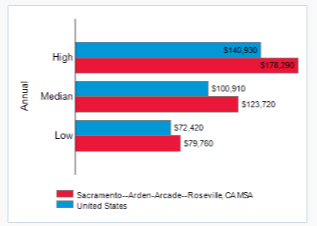 Annual
High
$140,930
$178,290
Median
$100,910
$123,720
Low
$72,420
$79,760
Sacramento--Arden-Arcade--Roseville, CA MSA
United States